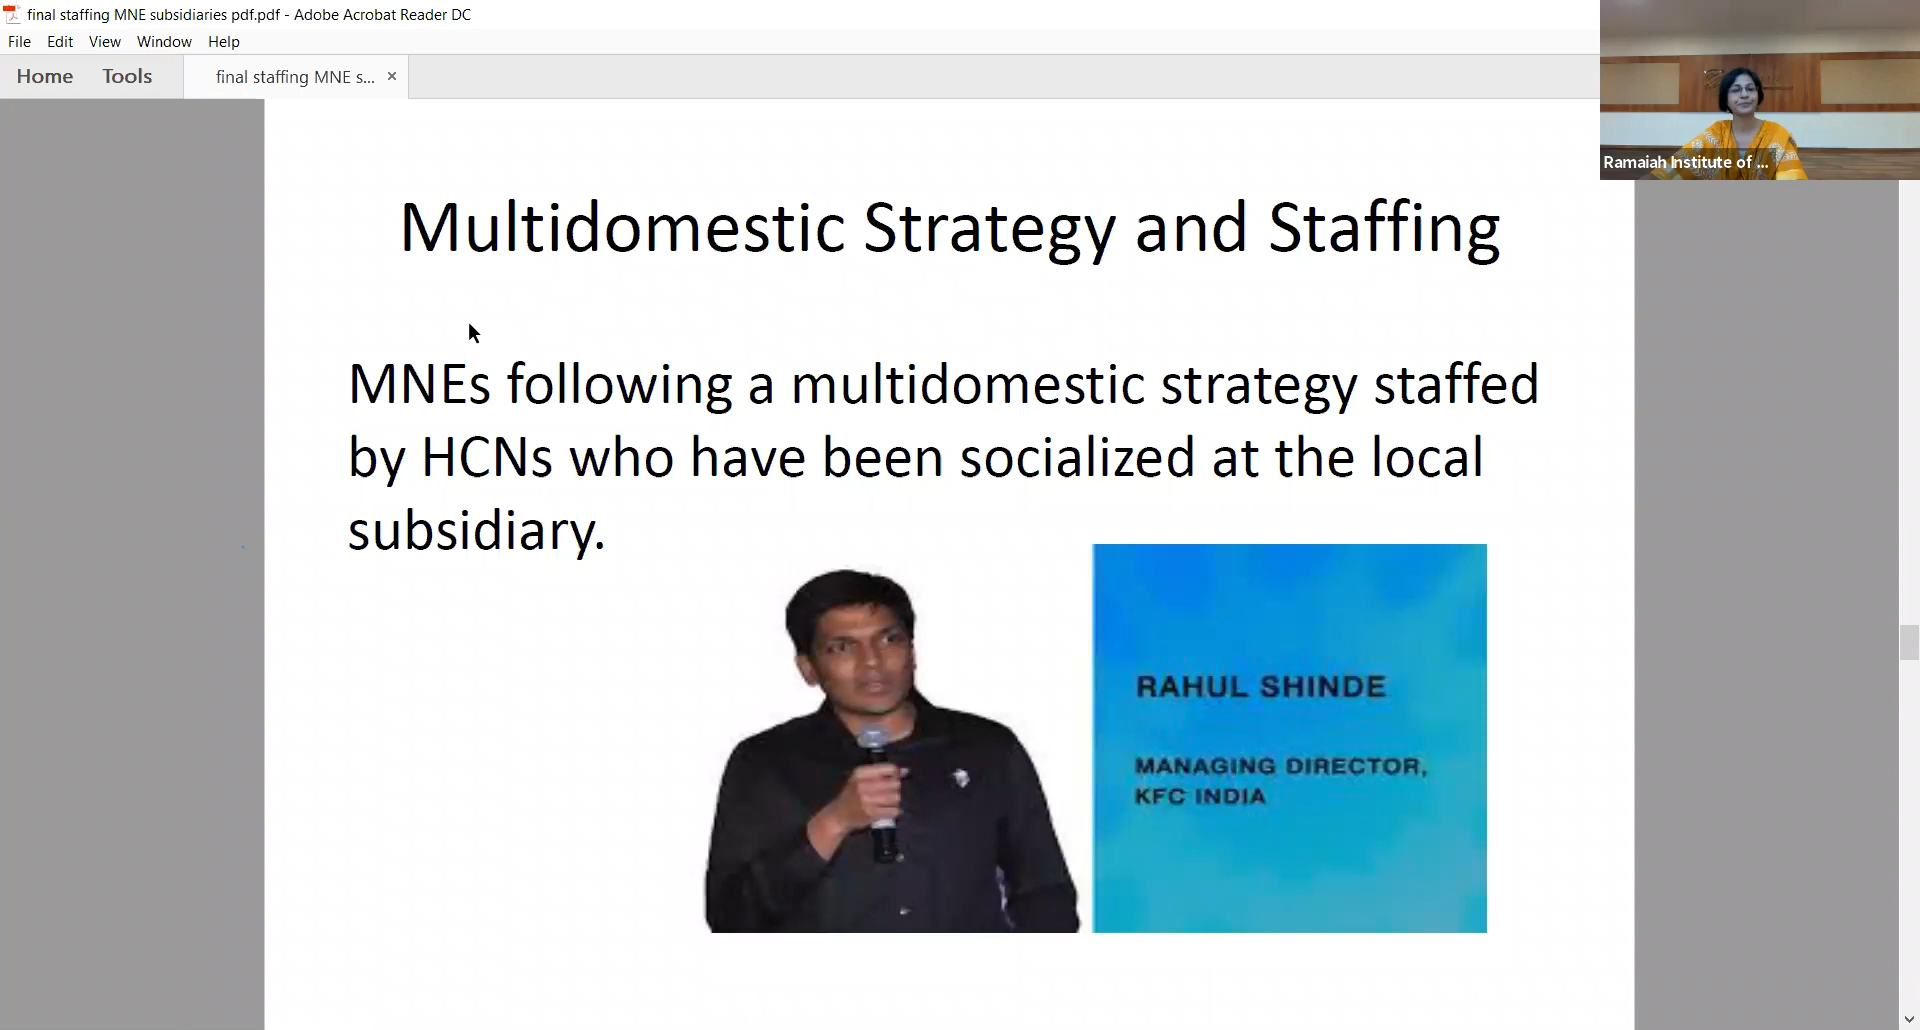 final staffing MNE subsidiaries pdf.pdf - Adobe Acrobat Reader DC
File Edit View Window Help
Home Tools final staffing MNE s... ×
Ramaiah Institute of ...
Multidomestic Strategy and Staffing
MNEs following a multidomestic strategy staffed
by HCNs who have been socialized at the local
subsidiary.
RAHUL SHINDE
MANAGING DIRECTOR,
KFC INDIA